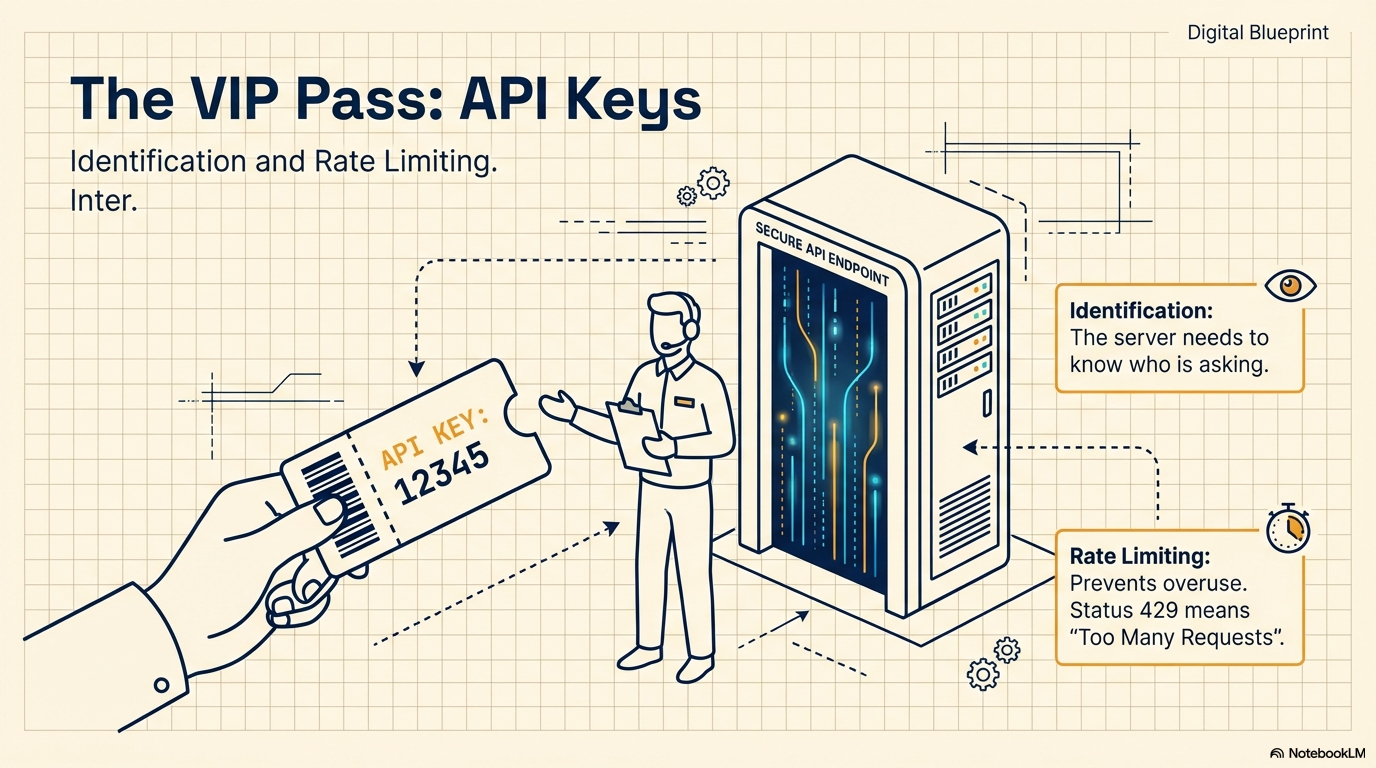 Digital Blueprint
The VIP Pass: API Keys
Identification and Rate Limiting.
Inter.
SECURE API ENDPOINT
API KEY:
12345
Identification:
The server needs to
know who is asking.
Rate Limiting:
Prevents overuse.
Status 429 means
“Too Many Requests”.
NotebookLM